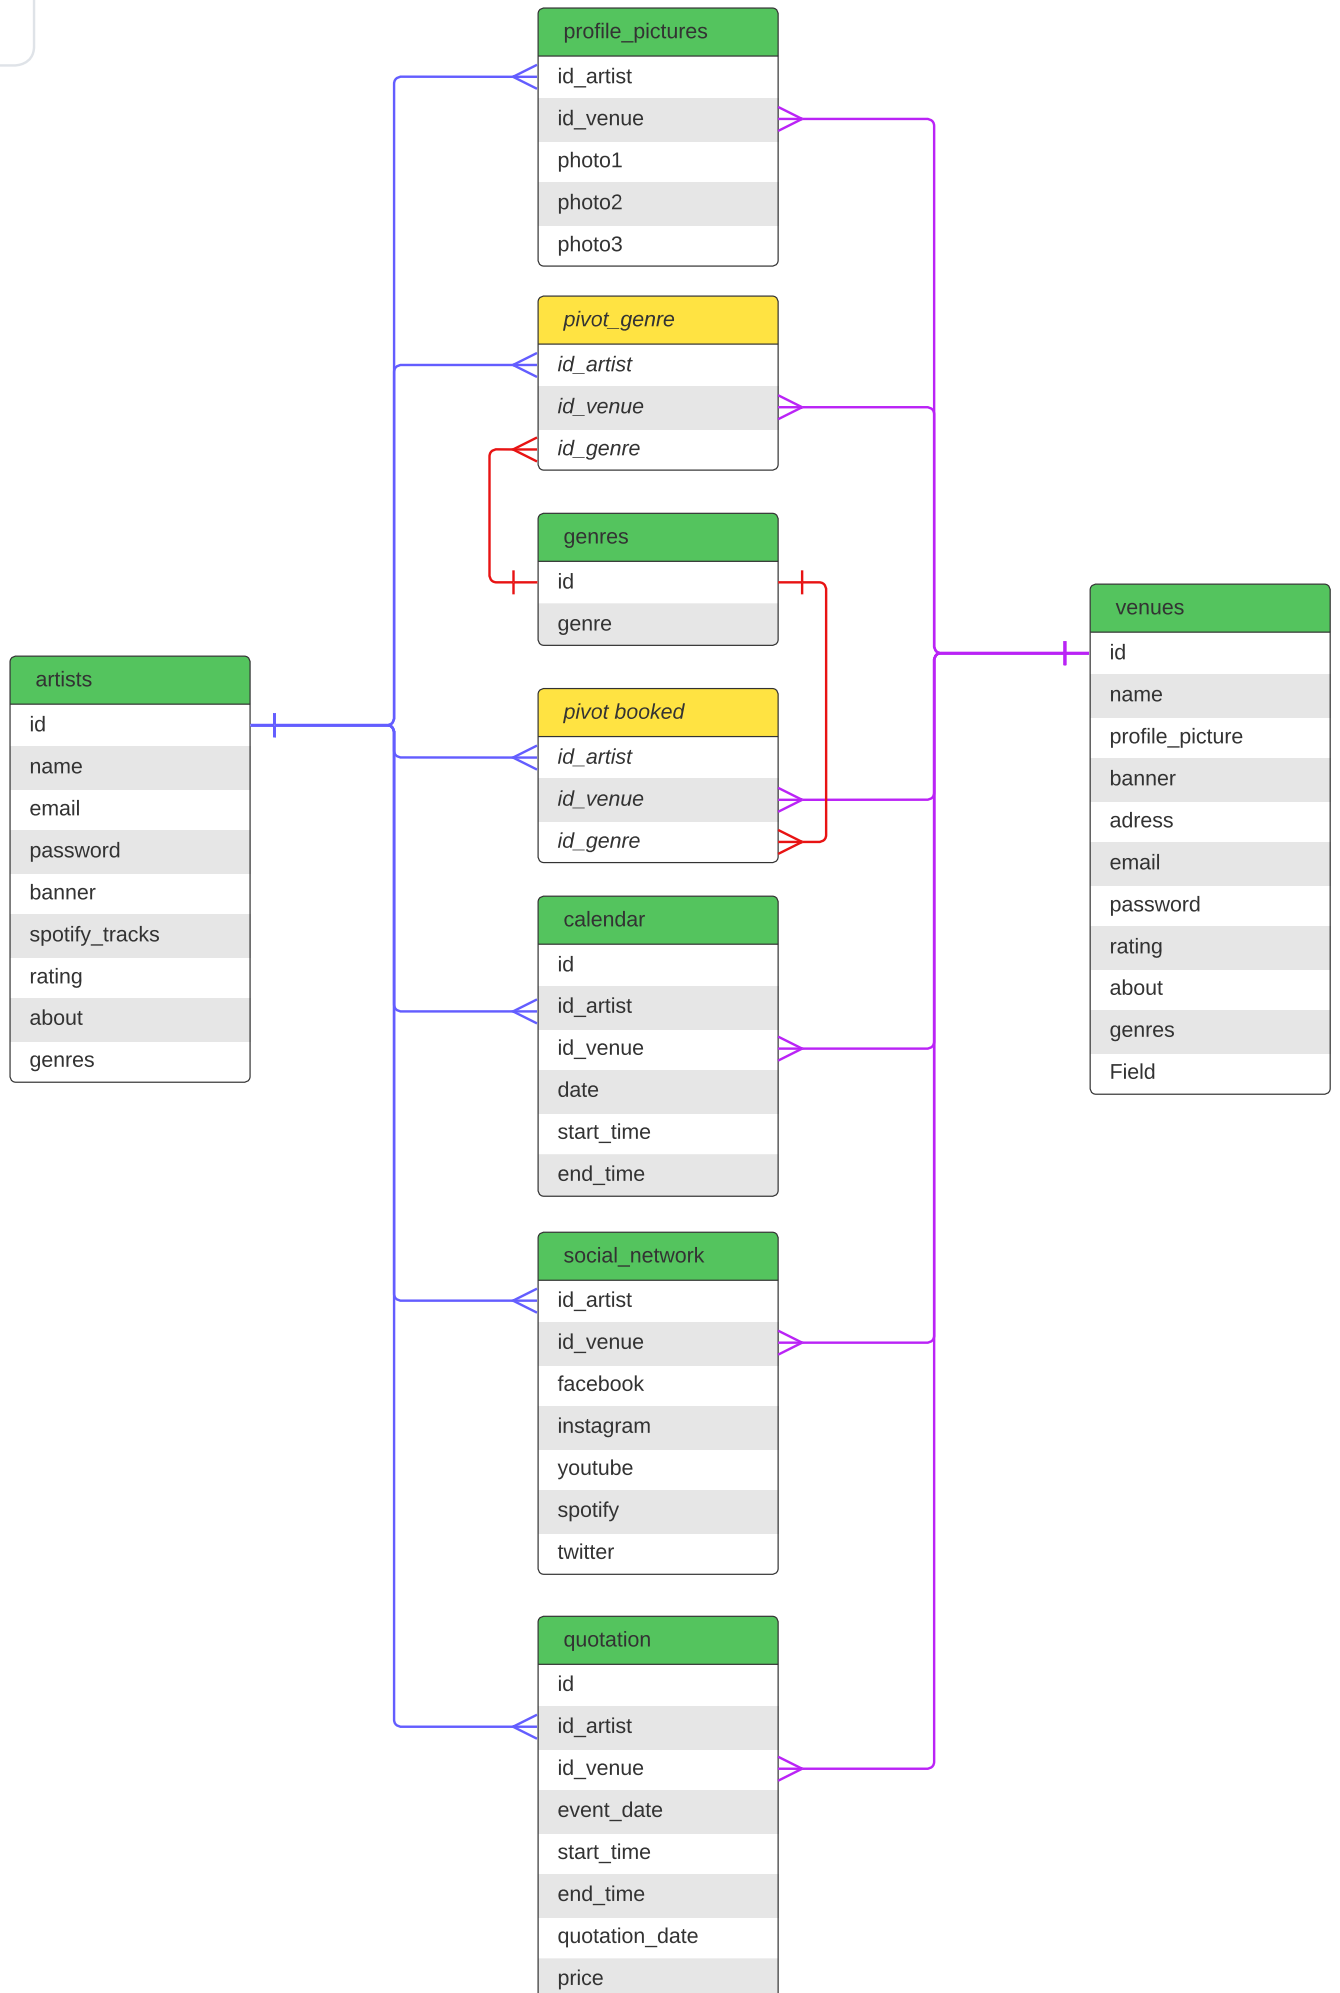 profile_pictures
id_artist
id_venue
photo1
photo2
photo3
pivot_genre
id_artist
id_venue
id_genre
genres
id
genre
artists
id
name
email
password
banner
spotify_tracks
rating
about
genres
pivot booked
id_artist
id_venue
id_genre
venues
id
name
profile_picture
banner
adress
email
password
rating
about
genres
Field
calendar
id
id_artist
id_venue
date
start_time
end_time
social_network
id_artist
id_venue
facebook
instagram
youtube
spotify
twitter
quotation
id
id_artist
id_venue
event_date
start_time
end_time
quotation_date
price